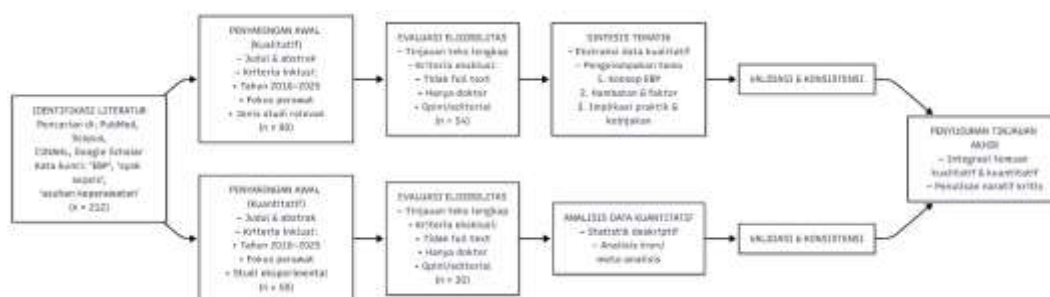 IDENTIFIKASI LITERATUR
Pencarian di: PubMed,
Scopus,
CINAHL, Google Scholar
Kata kunci: "EBP", "syok
sepsis",
"asuhan keperawatan"
(n = 212)
PENYARINGAN AWAL
(Kualitatif)
– Judul & abstrak
– Kriteria inklusi:
• Tahun 2016–2025
• Fokus perawat
• Jenis studi relevan
EVALUASI ELIGIBILITAS
– Tinjauan teks lengkap
– Kriteria eksklusi:
• Tidak full text
• Hanya dokter
• Opini/editorial
(n = 34)
SINTESIS TEMATIK
– Ekstraksi data kualitatif
– Pengelompokan tema
1. Konsep EBP
2. Hambatan & faktor
3. Implikasi praktik &
kebijakan
VALIDASI & KONSISTENSI
PENYARINGAN AWAL
(Kuantitatif)
– Judul & abstrak
– Kriteria inklusi:
• Tahun 2016–2025
• Fokus perawat
• Studi eksperimental
EVALUASI ELIGIBILITAS
– Tinjauan teks lengkap
• Kriteria eksklusi:
• Tidak full text
• Hanya dokter
• Opini/editorial
(n = 20)
ANALISIS DATA KUANTITATIF
– Statistik deskriptif
– Analisis tren/
meta-analisis
VALIDASI & KONSISTENSI
PENYUSUNAN TINJAUAN
AKHIR
– Integrasi temuan
kualitatif & kuantitatif
– Penulisan naratif kritis